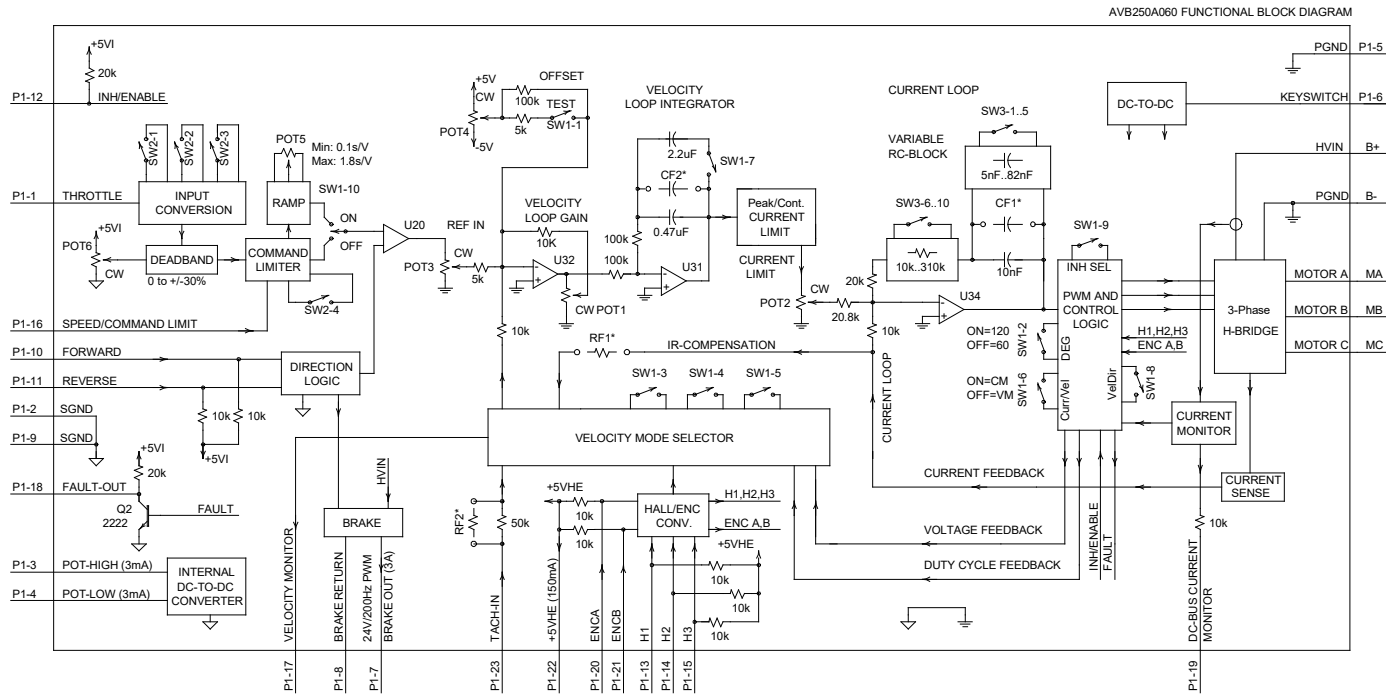 AVB250A060 FUNCTIONAL BLOCK DIAGRAM
+5VI
20k
P1-12
INH/ENABLE
SW2-1
SW2-2
SW2-3
P1-1
THROTTLE
INPUT
CONVERSION
POT5
Min: 0.1s/V
Max: 1.8s/V
SW1-10
RAMP
ON
OFF
POT6
+5VI
CW
DEADBAND
0 to +/-30%
COMMAND
LIMITER
SW2-4
U20
P1-16
SPEED/COMMAND LIMIT
P1-10
FORWARD
P1-11
REVERSE
DIRECTION
LOGIC
10k
10k
+5VI
P1-2
SGND
P1-9
SGND
+5VI
20k
P1-18
FAULT-OUT
Q2
2222
FAULT
P1-3
POT-HIGH (3mA)
P1-4
POT-LOW (3mA)
INTERNAL
DC-TO-DC
CONVERTER
HVIN
BRAKE
VELOCITY MONITOR
P1-17
BRAKE RETURN
P1-8
24V/200Hz PWM
BRAKE OUT (3A)
P1-7
+5V
CW
POT4
-5V
OFFSET
100k
TEST
5k
SW1-1
REF IN
CW
POT3
5k
VELOCITY
LOOP GAIN
10K
U32
CW POT1
10k
VELOCITY
LOOP INTEGRATOR
2.2uF
SW1-7
CF2*
0.47uF
100k
100k
U31
Peak/Cont.
CURRENT
LIMIT
CURRENT
LIMIT
CW
POT2
20.8k
CURRENT LOOP
VARIABLE
RC-BLOCK
SW3-1..5
5nF..82nF
SW3-6..10
10k..310k
CF1*
10nF
20k
10k
U34
RF1*
IR-COMPENSATION
CURRENT LOOP
SW1-3
SW1-4
SW1-5
VELOCITY MODE SELECTOR
RF2*
50k
TACH-IN
P1-23
+5VHE
10k
10k
HALL/ENC
CONV.
H1,H2,H3
ENC A,B
+5VHE
10k
10k
10k
+5VHE (150mA)
P1-22
ENCA
P1-20
ENCB
P1-21
H1
P1-13
H2
P1-14
H3
P1-15
CURRENT FEEDBACK
VOLTAGE FEEDBACK
DUTY CYCLE FEEDBACK
INH/ENABLE
FAULT
SW1-9
INH SEL
PWM AND
CONTROL
LOGIC
ON=120
OFF=60
SW1-2
DEG
ON=CM
OFF=VM
SW1-6
Curr/Vel
VelDir
SW1-8
H1,H2,H3
ENC A,B
3-Phase
H-BRIDGE
CURRENT
MONITOR
CURRENT
SENSE
10k
DC-BUS CURRENT
MONITOR
P1-19
DC-TO-DC
PGND
P1-5
KEYSWITCH
P1-6
HVIN
B+
PGND
B-
MOTOR A
MA
MOTOR B
MB
MOTOR C
MC